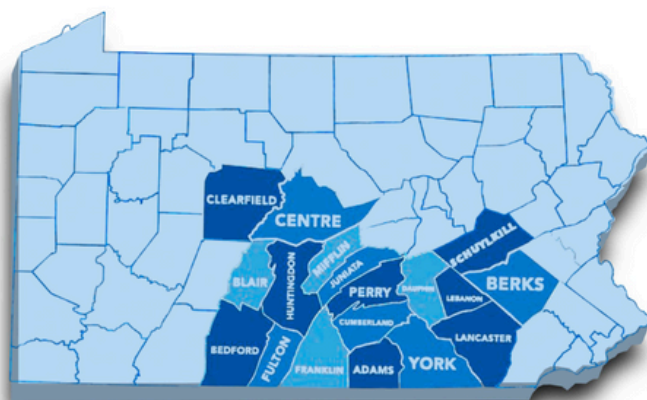 CLEARFIELD
CENTRE
MIFFLIN
JUNIATA
BLAIR
HUNTINGDON
PERRY
DAUPHIN
SCHUYLKILL
LEBANON
BERKS
CUMBERLAND
BEDFORD
FULTON
FRANKLIN
ADAMS
YORK
LANCASTER